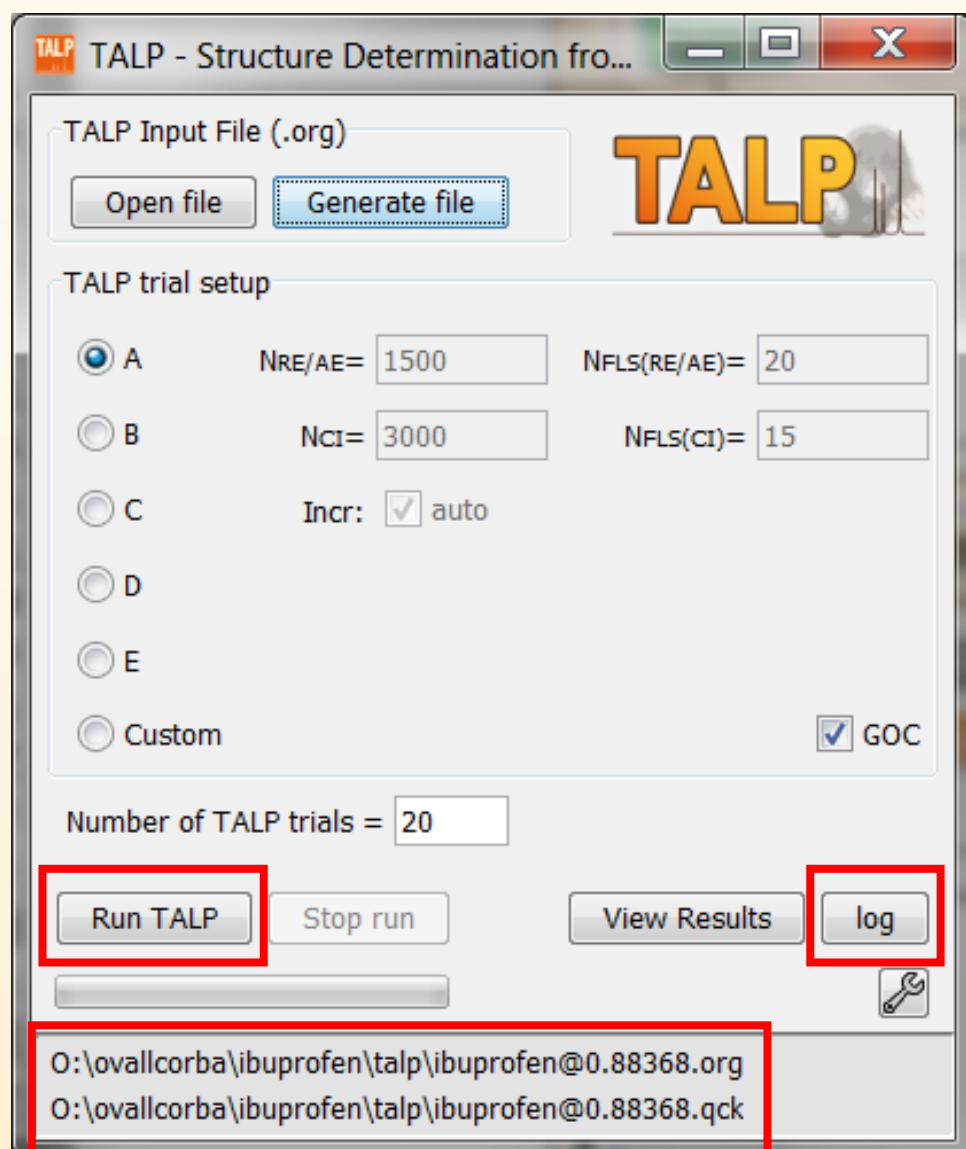 TALP
TALP - Structure Determination fro...
TALP Input File (.org)
Open file Generate file
TALP
TALP trial setup
A NRE/AE= 1500 NFLS(RE/AE)= 20
B NCI= 3000 NFLS(CI)= 15
C Incr: auto
D
E
Custom GOC
Number of TALP trials = 20
Run TALP Stop run View Results log
O:\ovallcorba\ibuprofen\talp\ibuprofen@0.88368.org
O:\ovallcorba\ibuprofen\talp\ibuprofen@0.88368.qck